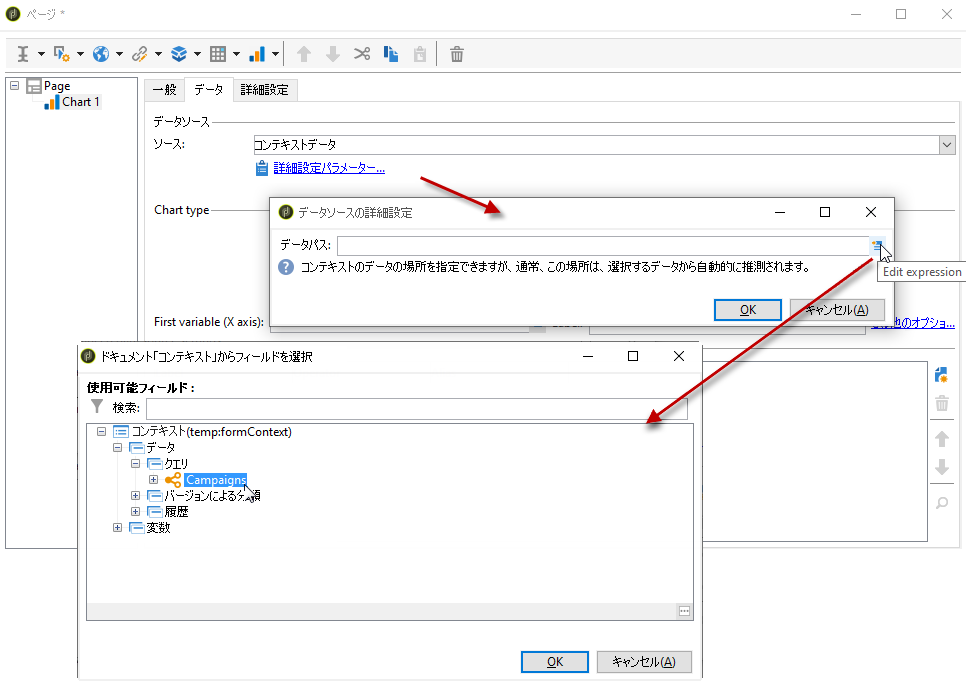 ページ *
Page
Chart 1
一般 データ 詳細設定
データソース
ソース: コンテキストデータ
詳細設定パラメーター...
Chart type
データソースの詳細設定
データパス:
コンテキストのデータの場所を指定できますが、通常、この場所は、選択するデータから自動的に推測されます。
Edit expression
OK キャンセル(A)
First variable (X axis):
のオプション...
ドキュメント「コンテキスト」からフィールドを選択
使用可能フィールド :
検索:
コンテキスト(temp:formContext)
データ
クエリ
Campaigns
バージョンによる分類
履歴
変数
OK キャンセル(A)